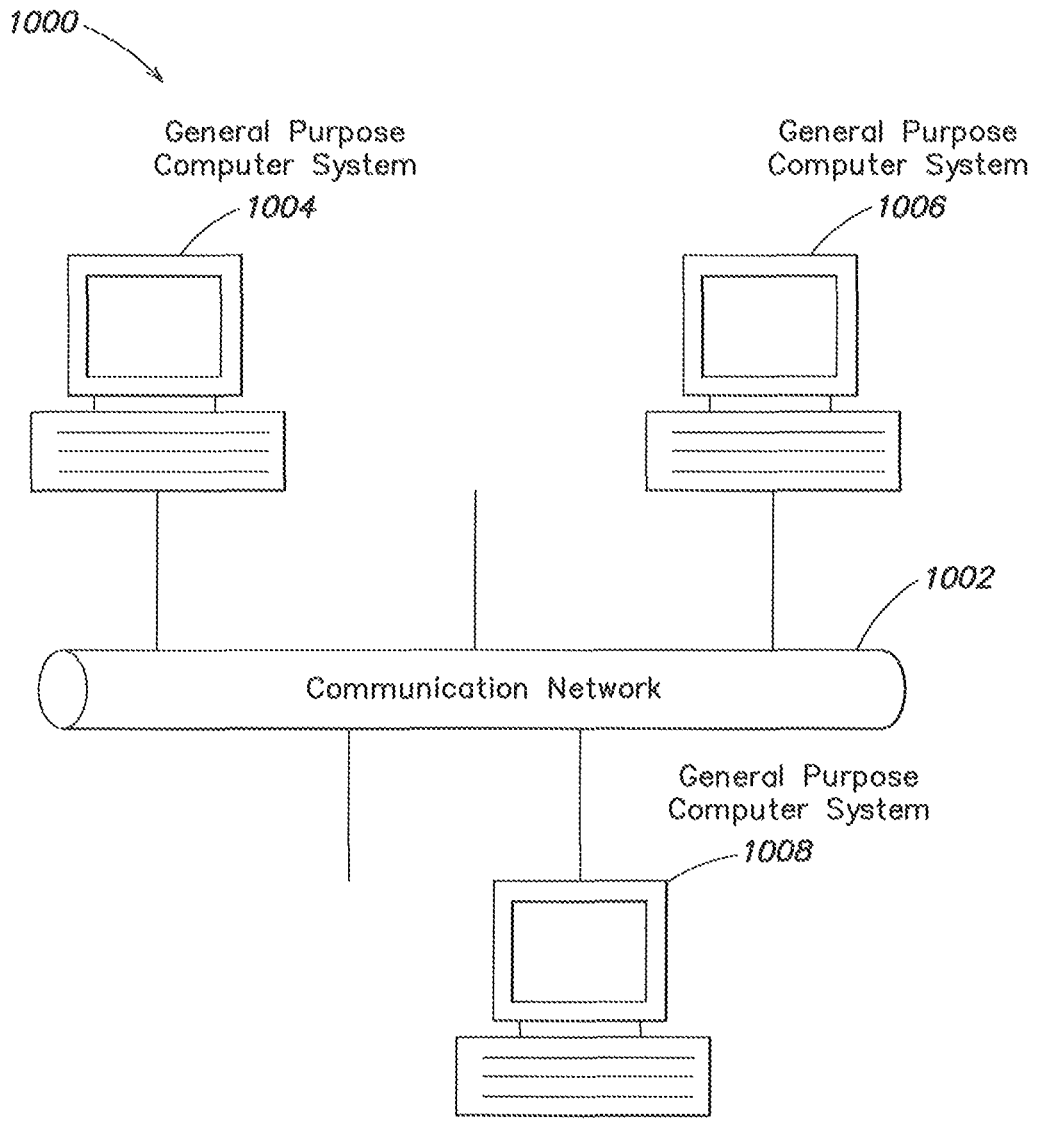 1000
General Purpose
Computer System
1004
General Purpose
Computer System
1006
1002
Communication Network
General Purpose
Computer System
1008